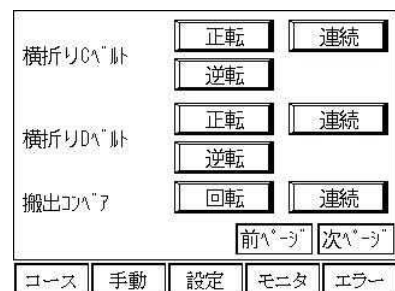 正転 連続
横折りCﾍﾞﾙﾄ
逆転
正転 連続
横折りDﾍﾞﾙﾄ
逆転
搬出ｺﾝﾍﾞｱ 回転 連続
前ﾍﾟｰｼﾞ 次ﾍﾟｰｼﾞ
コース 手動 設定 モニタ エラー